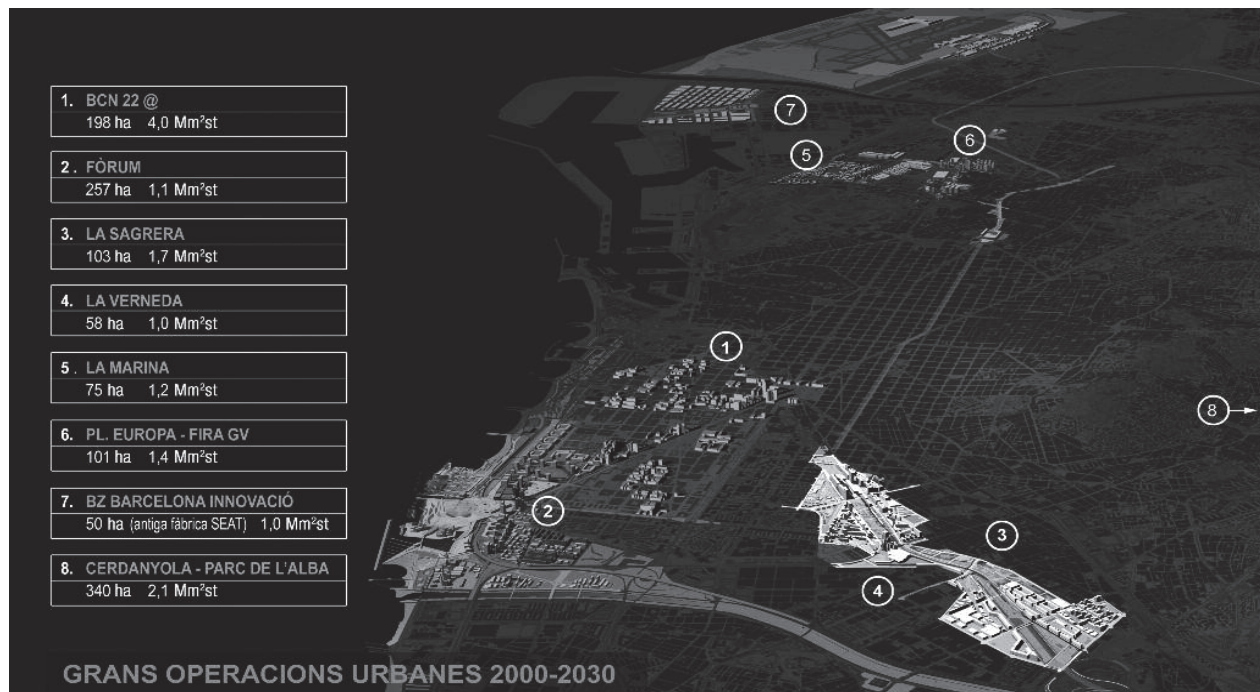 1. BCN 22 @
198 ha 4,0 Mm²st
2 . FÒRUM
257 ha 1,1 Mm²st
3. LA SAGRERA
103 ha 1,7 Mm²st
4. LA VERNEDA
58 ha 1,0 Mm²st
5 . LA MARINA
75 ha 1,2 Mm²st
6. PL. EUROPA - FIRA GV
101 ha 1,4 Mm²st
7. BZ BARCELONA INNOVACIÓ
50 ha (antiga fàbrica SEAT) 1,0 Mm²st
8. CERDANYOLA - PARC DE L'ALBA
340 ha 2,1 Mm²st
7
6
5
1
8
2
3
4
GRANS OPERACIONS URBANES 2000-2030